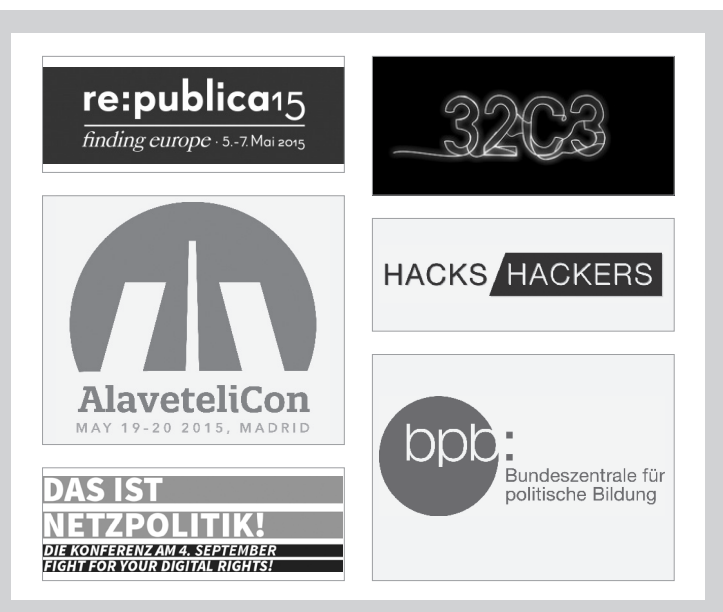 re:publica15
finding europe · 5.-7. Mai 2015
AlaveteliCon
MAY 19-20 2015, MADRID
DAS IST
NETZPOLITIK!
DIE KONFERENZ AM 4. SEPTEMBER
FIGHT FOR YOUR DIGITAL RIGHTS!
32C3
HACKS/HACKERS
bpb:
Bundeszentrale für
politische Bildung